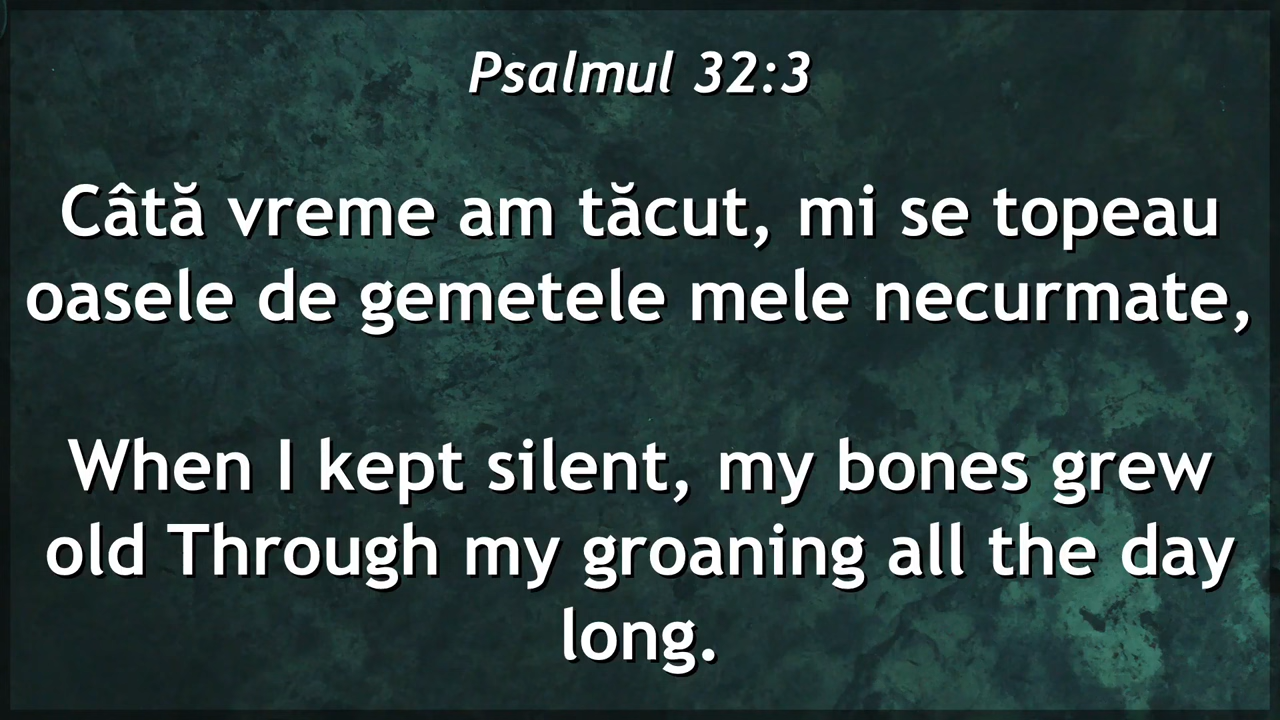 Psalmul 32:3
Câtă vreme am tăcut, mi se topeau
oasele de gemetele mele necurmate,
When I kept silent, my bones grew
old Through my groaning all the day
long.